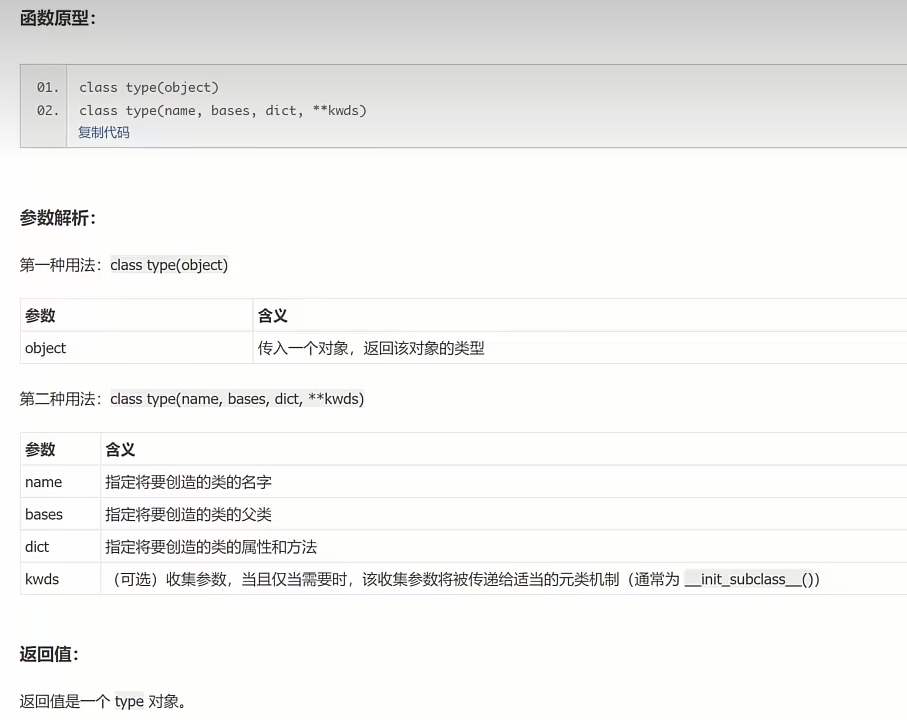 函数原型：
01. class type(object)
02. class type(name, bases, dict, **kwds)
复制代码
参数解析：
第一种用法：class type(object)
参数 含义
object 传入一个对象，返回该对象的类型
第二种用法：class type(name, bases, dict, **kwds)
参数 含义
name 指定将要创造的类的名字
bases 指定将要创造的类的父类
dict 指定将要创造的类的属性和方法
kwds （可选）收集参数，当且仅当需要时，该收集参数将被传递给适当的元类机制（通常为 __init_subclass__()）
返回值：
返回值是一个 type 对象。